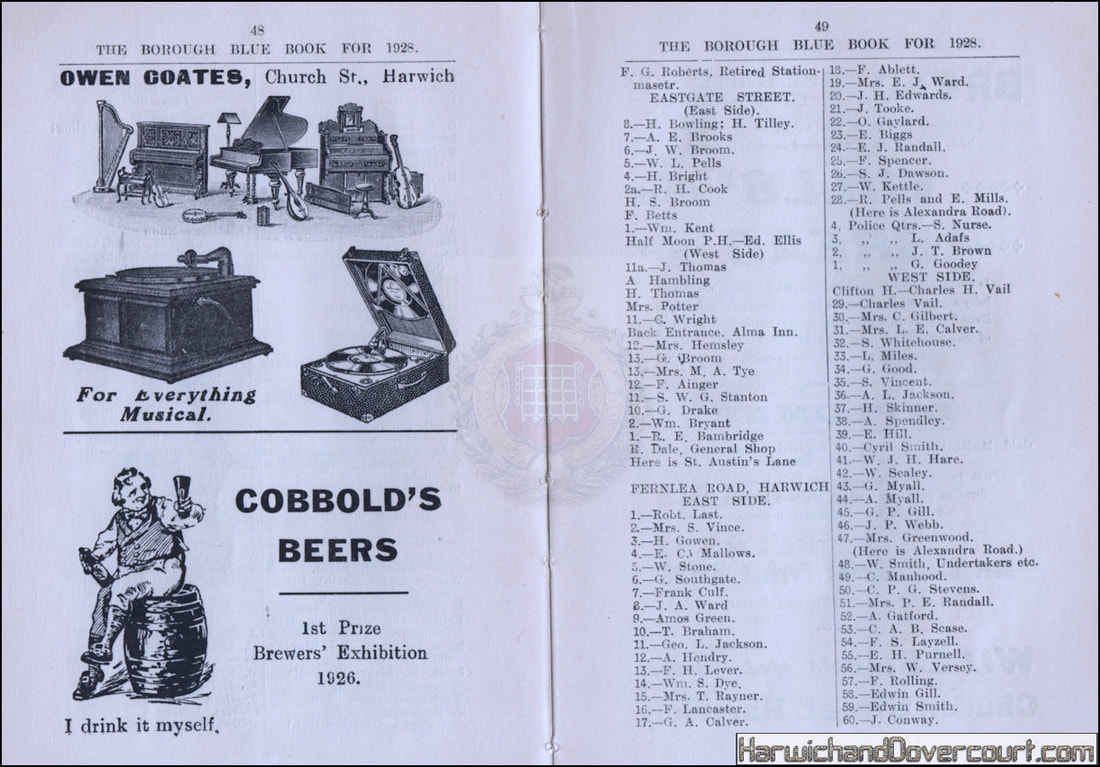 48
THE BOROUGH BLUE BOOK FOR 1928.
OWEN COATES, Church St., Harwich
For Everything
Musical.
COBBOLD'S
BEERS
1st Prize
Brewers' Exhibition
1926.
I drink it myself.
49
THE BOROUGH BLUE BOOK FOR 1928.
F. G. Roberts, Retired Station-
masetr.
EASTGATE STREET.
(East Side).
8.—H. Bowling; H. Tilley.
7.—A. E. Brooks
6.—J. W. Broom.
5.—W. L. Pells
4.—H. Bright
2a.—R. H. Cook
H. S. Broom
F. Betts
1.—Wm. Kent
Half Moon P.H.—Ed. Ellis
(West Side)
11a.—J. Thomas
A Hambling
H. Thomas
Mrs. Potter
11.—C. Wright
Back Entrance, Alma Inn.
12.—Mrs. Hemsley
13.—G. Broom
13.—Mrs. M. A. Tye
12.—F. Ainger
11.—S. W. G. Stanton
10.—G. Drake
2.—Wm. Bryant
1.—R. E. Bambridge
R. Dale, General Shop
Here is St. Austin's Lane
FERNLEA ROAD, HARWICH
EAST SIDE.
1.—Robt. Last.
2.—Mrs. S. Vince.
3.—H. Gowen.
4.—E. C. Mallows.
5.—W. Stone.
6.—G. Southgate.
7.—Frank Culf.
8.—J. A. Ward
9.—Amos Green.
10.—T. Braham.
11.—Geo. L. Jackson.
12.—A. Hendry.
13.—F. H. Lever.
14.—Wm. S. Dye.
15.—Mrs. T. Rayner.
16.—F. Lancaster.
17.—G. A. Calver.
18.—F. Ablett.
19.—Mrs. E. J. Ward.
20.—J. H. Edwards.
21.—J. Tooke.
22.—O. Gaylard.
23.—E. Biggs
24.—E. J. Randall.
25.—F. Spencer.
26.—S. J. Dawson.
27.—W. Kettle.
28.—R. Pells and E. Mills.
(Here is Alexandra Road).
4, Police Qtrs.—S. Nurse.
3, ,, ,, L. Adafs
2, ,, ,, J. T. Brown
1, ,, ,, G. Goodey
WEST SIDE.
Clifton H.—Charles H. Vail
29.—Charles Vail.
30.—Mrs. C. Gilbert.
31.—Mrs. L. E. Calver.
32.—S. Whitehouse.
33.—L. Miles.
34.—G. Good.
35.—S. Vincent.
36.—A. L. Jackson.
37.—H. Skinner.
38.—A. Spendley.
39.—E. Hill.
40.—Cyril Smith.
41.—W. J. H. Hare.
42.—W. Sealey.
43.—G. Myall.
44.—A. Myall.
45.—G. P. Gill.
46.—J. P. Webb.
47.—Mrs. Greenwood.
(Here is Alexandra Road.)
48.—W. Smith, Undertakers etc.
49.—C. Manhood.
50.—C. P. G. Stevens.
51.—Mrs. P. E. Randall.
52.—A. Gatford.
53.—C. A. B. Scase.
54.—F. S. Layzell.
55.—E. H. Purnell.
56.—Mrs. W. Versey.
57.—F. Rolling.
58.—Edwin Gill.
59.—Edwin Smith.
60.—J. Conway.
HarwichandDovercourt.com